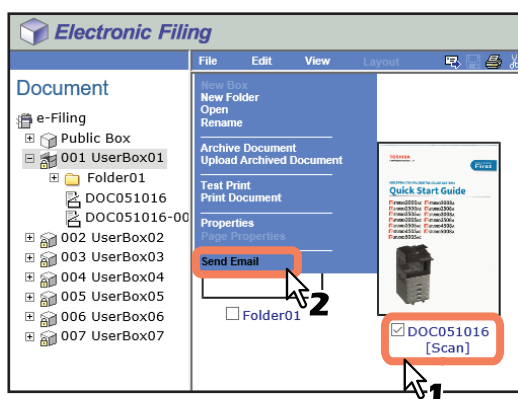 Electronic Filing
File Edit View Layout
Document
e-Filing
Public Box
001 UserBox01
Folder01
DOC051016
DOC051016-00
002 UserBox02
003 UserBox03
004 UserBox04
005 UserBox05
006 UserBox06
007 UserBox07
New Box
New Folder
Open
Rename
Archive Document
Upload Archived Document
Test Print
Print Document
Properties
Page Properties
Send Email
2
Folder01
TOSHIBA
First
Quick Start Guide
DOC051016
[Scan]
1